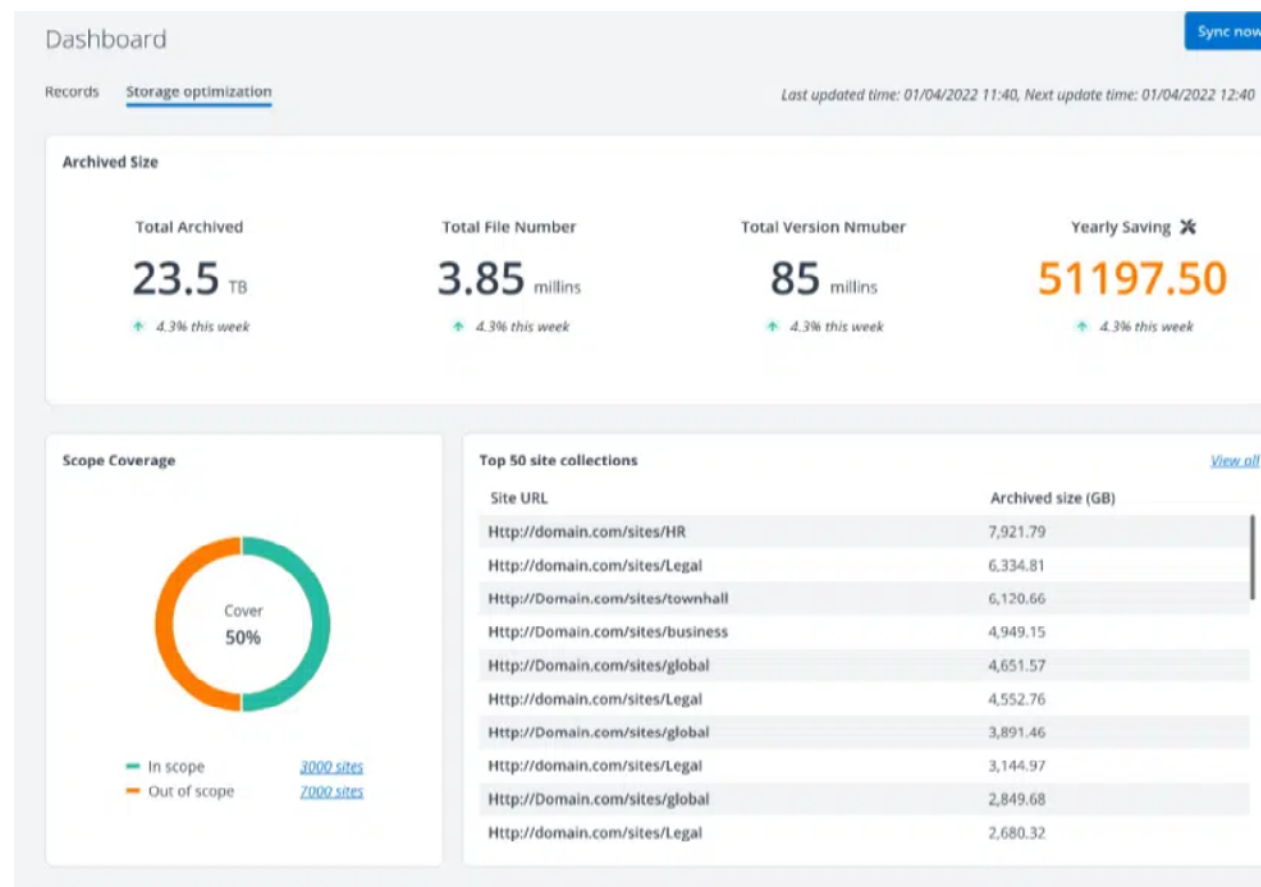 Dashboard
Sync now
Records Storage optimization
Last updated time: 01/04/2022 11:40, Next update time: 01/04/2022 12:40
Archived Size
Total Archived Total File Number Total Version Nmuber Yearly Saving
23.5 TB 3.85 millins 85 millins 51197.50
4.3% this week 4.3% this week 4.3% this week 4.3% this week
Scope Coverage
Cover
50%
In scope 3000 sites
Out of scope 7000 sites
Top 50 site collections View all
Site URL Archived size (GB)
Http://domain.com/sites/HR 7,921.79
Http://domain.com/sites/Legal 6,334.81
Http://Domain.com/sites/townhall 6,120.66
Http://Domain.com/sites/business 4,949.15
Http://Domain.com/sites/global 4,651.57
Http://domain.com/sites/Legal 4,552.76
Http://Domain.com/sites/global 3,891.46
Http://domain.com/sites/Legal 3,144.97
Http://Domain.com/sites/global 2,849.68
Http://domain.com/sites/Legal 2,680.32